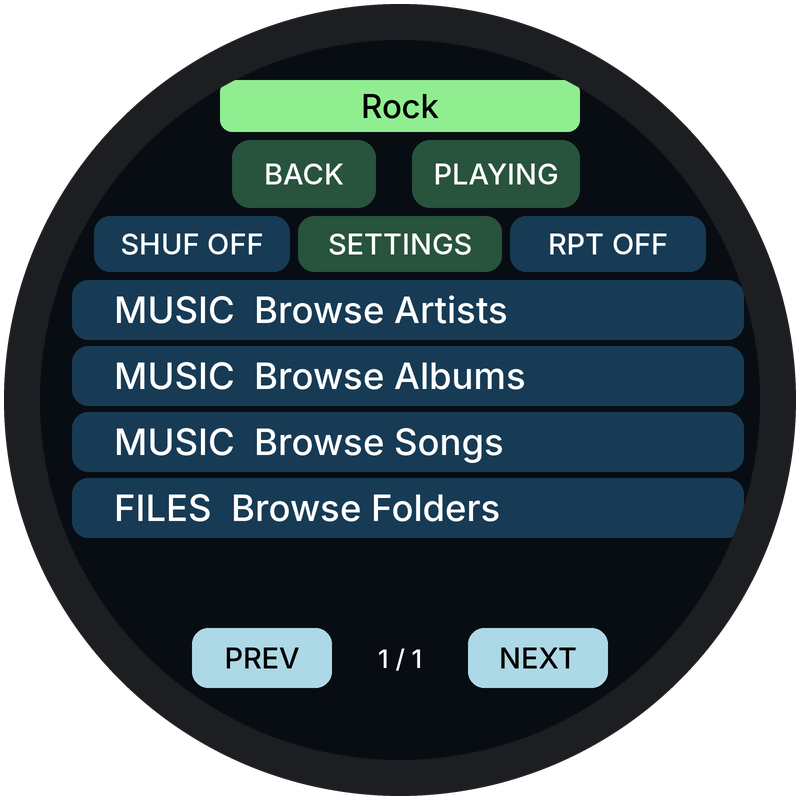 Rock
BACK PLAYING
SHUF OFF SETTINGS RPT OFF
MUSIC Browse Artists
MUSIC Browse Albums
MUSIC Browse Songs
FILES Browse Folders
PREV 1 / 1 NEXT